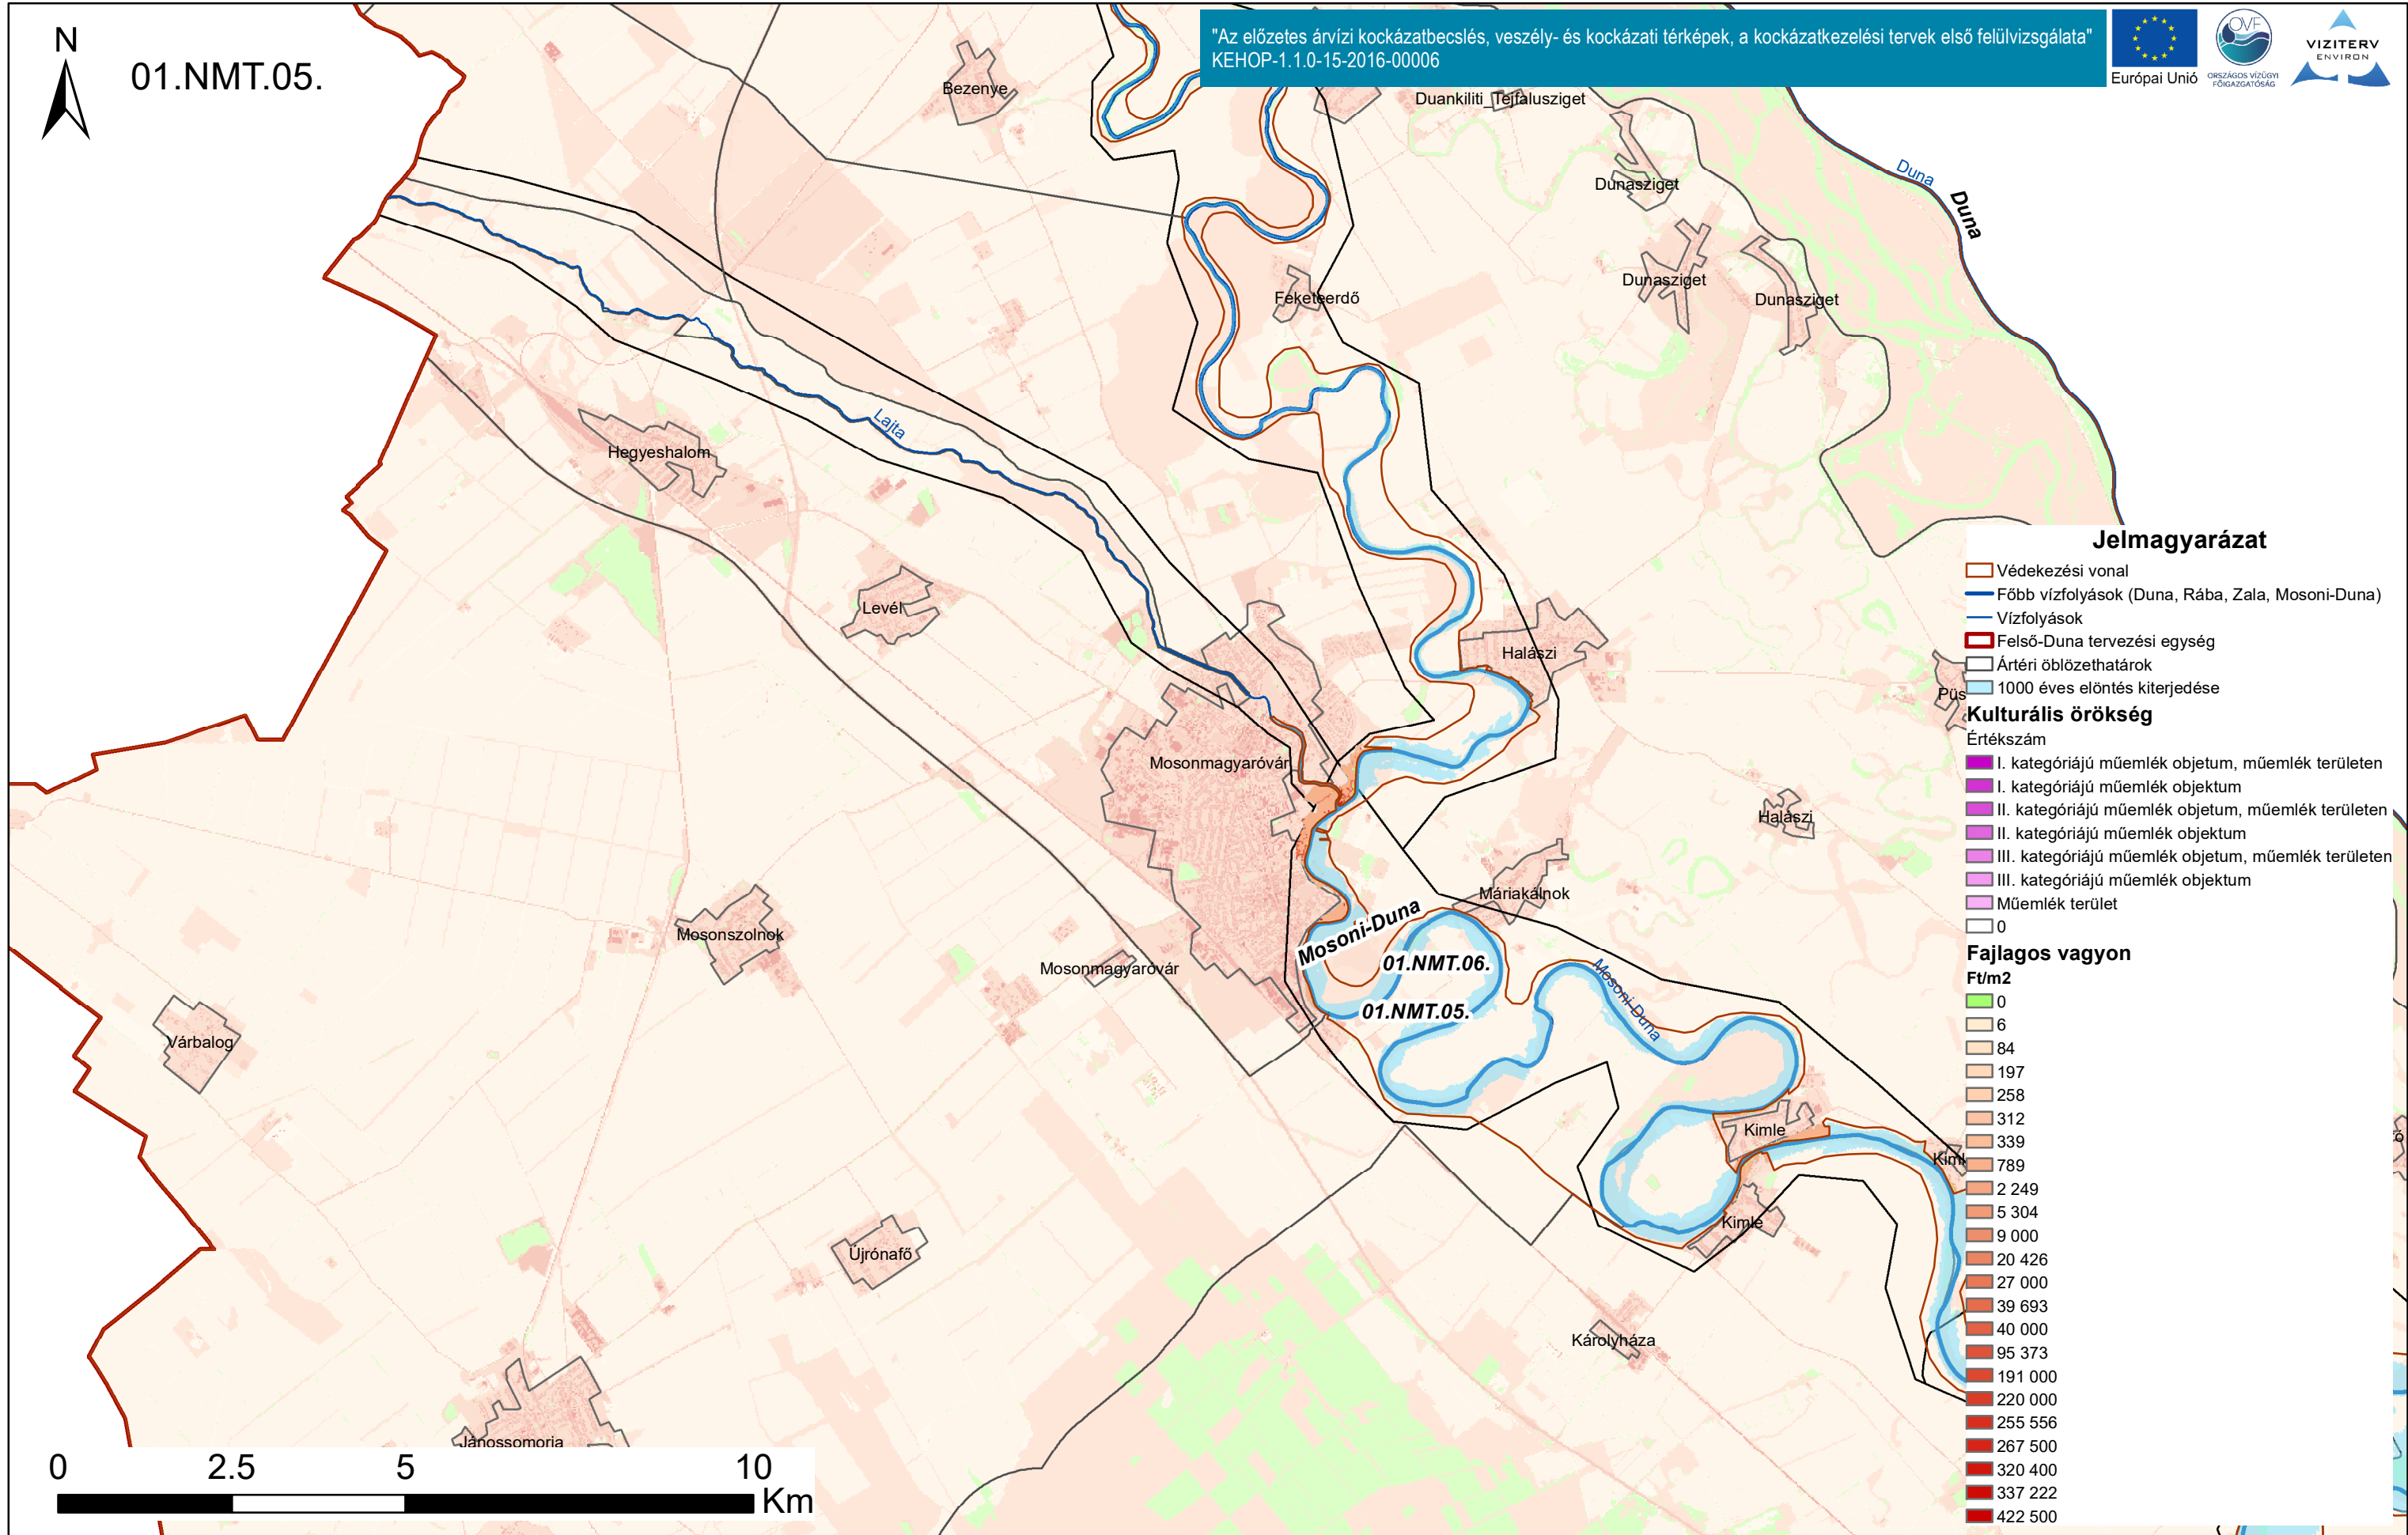 N
01.NMT.05.
"Az előzetes árvízi kockázatbecslés, veszély- és kockázati térképek, a kockázatkezelési tervek első felülvizsgálata"
KEHOP-1.1.0-15-2016-00006
Európai Unió
OVF
ORSZÁGOS VÍZÜGYI
FŐIGAZGATÓSÁG
VIZITERV
ENVIRON
Bezenye
Duankiliti_Tejfalusziget
Dunasziget
Duna
Duna
Dunasziget
Dunasziget
Feketeerdő
Lajta
Hegyeshalom
Levél
Halászi
Püs
Mosonmagyaróvár
Halászi
Máriakálnok
Mosoni-Duna
Mosonszolnok
Mosonmagyaróvár
01.NMT.06.
01.NMT.05.
Mosoni-Duna
Várbalog
Kimle
Kiml
Kimle
Újrónafő
Károlyháza
Jánossomorja
0 2.5 5 10
Km
Jelmagyarázat
Védekezési vonal
Főbb vízfolyások (Duna, Rába, Zala, Mosoni-Duna)
Vízfolyások
Felső-Duna tervezési egység
Ártéri öblözethatárok
1000 éves elöntés kiterjedése
Kulturális örökség
Értékszám
I. kategóriájú műemlék objetum, műemlék területen
I. kategóriájú műemlék objektum
II. kategóriájú műemlék objetum, műemlék területen
II. kategóriájú műemlék objektum
III. kategóriájú műemlék objetum, műemlék területen
III. kategóriájú műemlék objektum
Műemlék terület
0
Fajlagos vagyon
Ft/m2
0
6
84
197
258
312
339
789
2 249
5 304
9 000
20 426
27 000
39 693
40 000
95 373
191 000
220 000
255 556
267 500
320 400
337 222
422 500